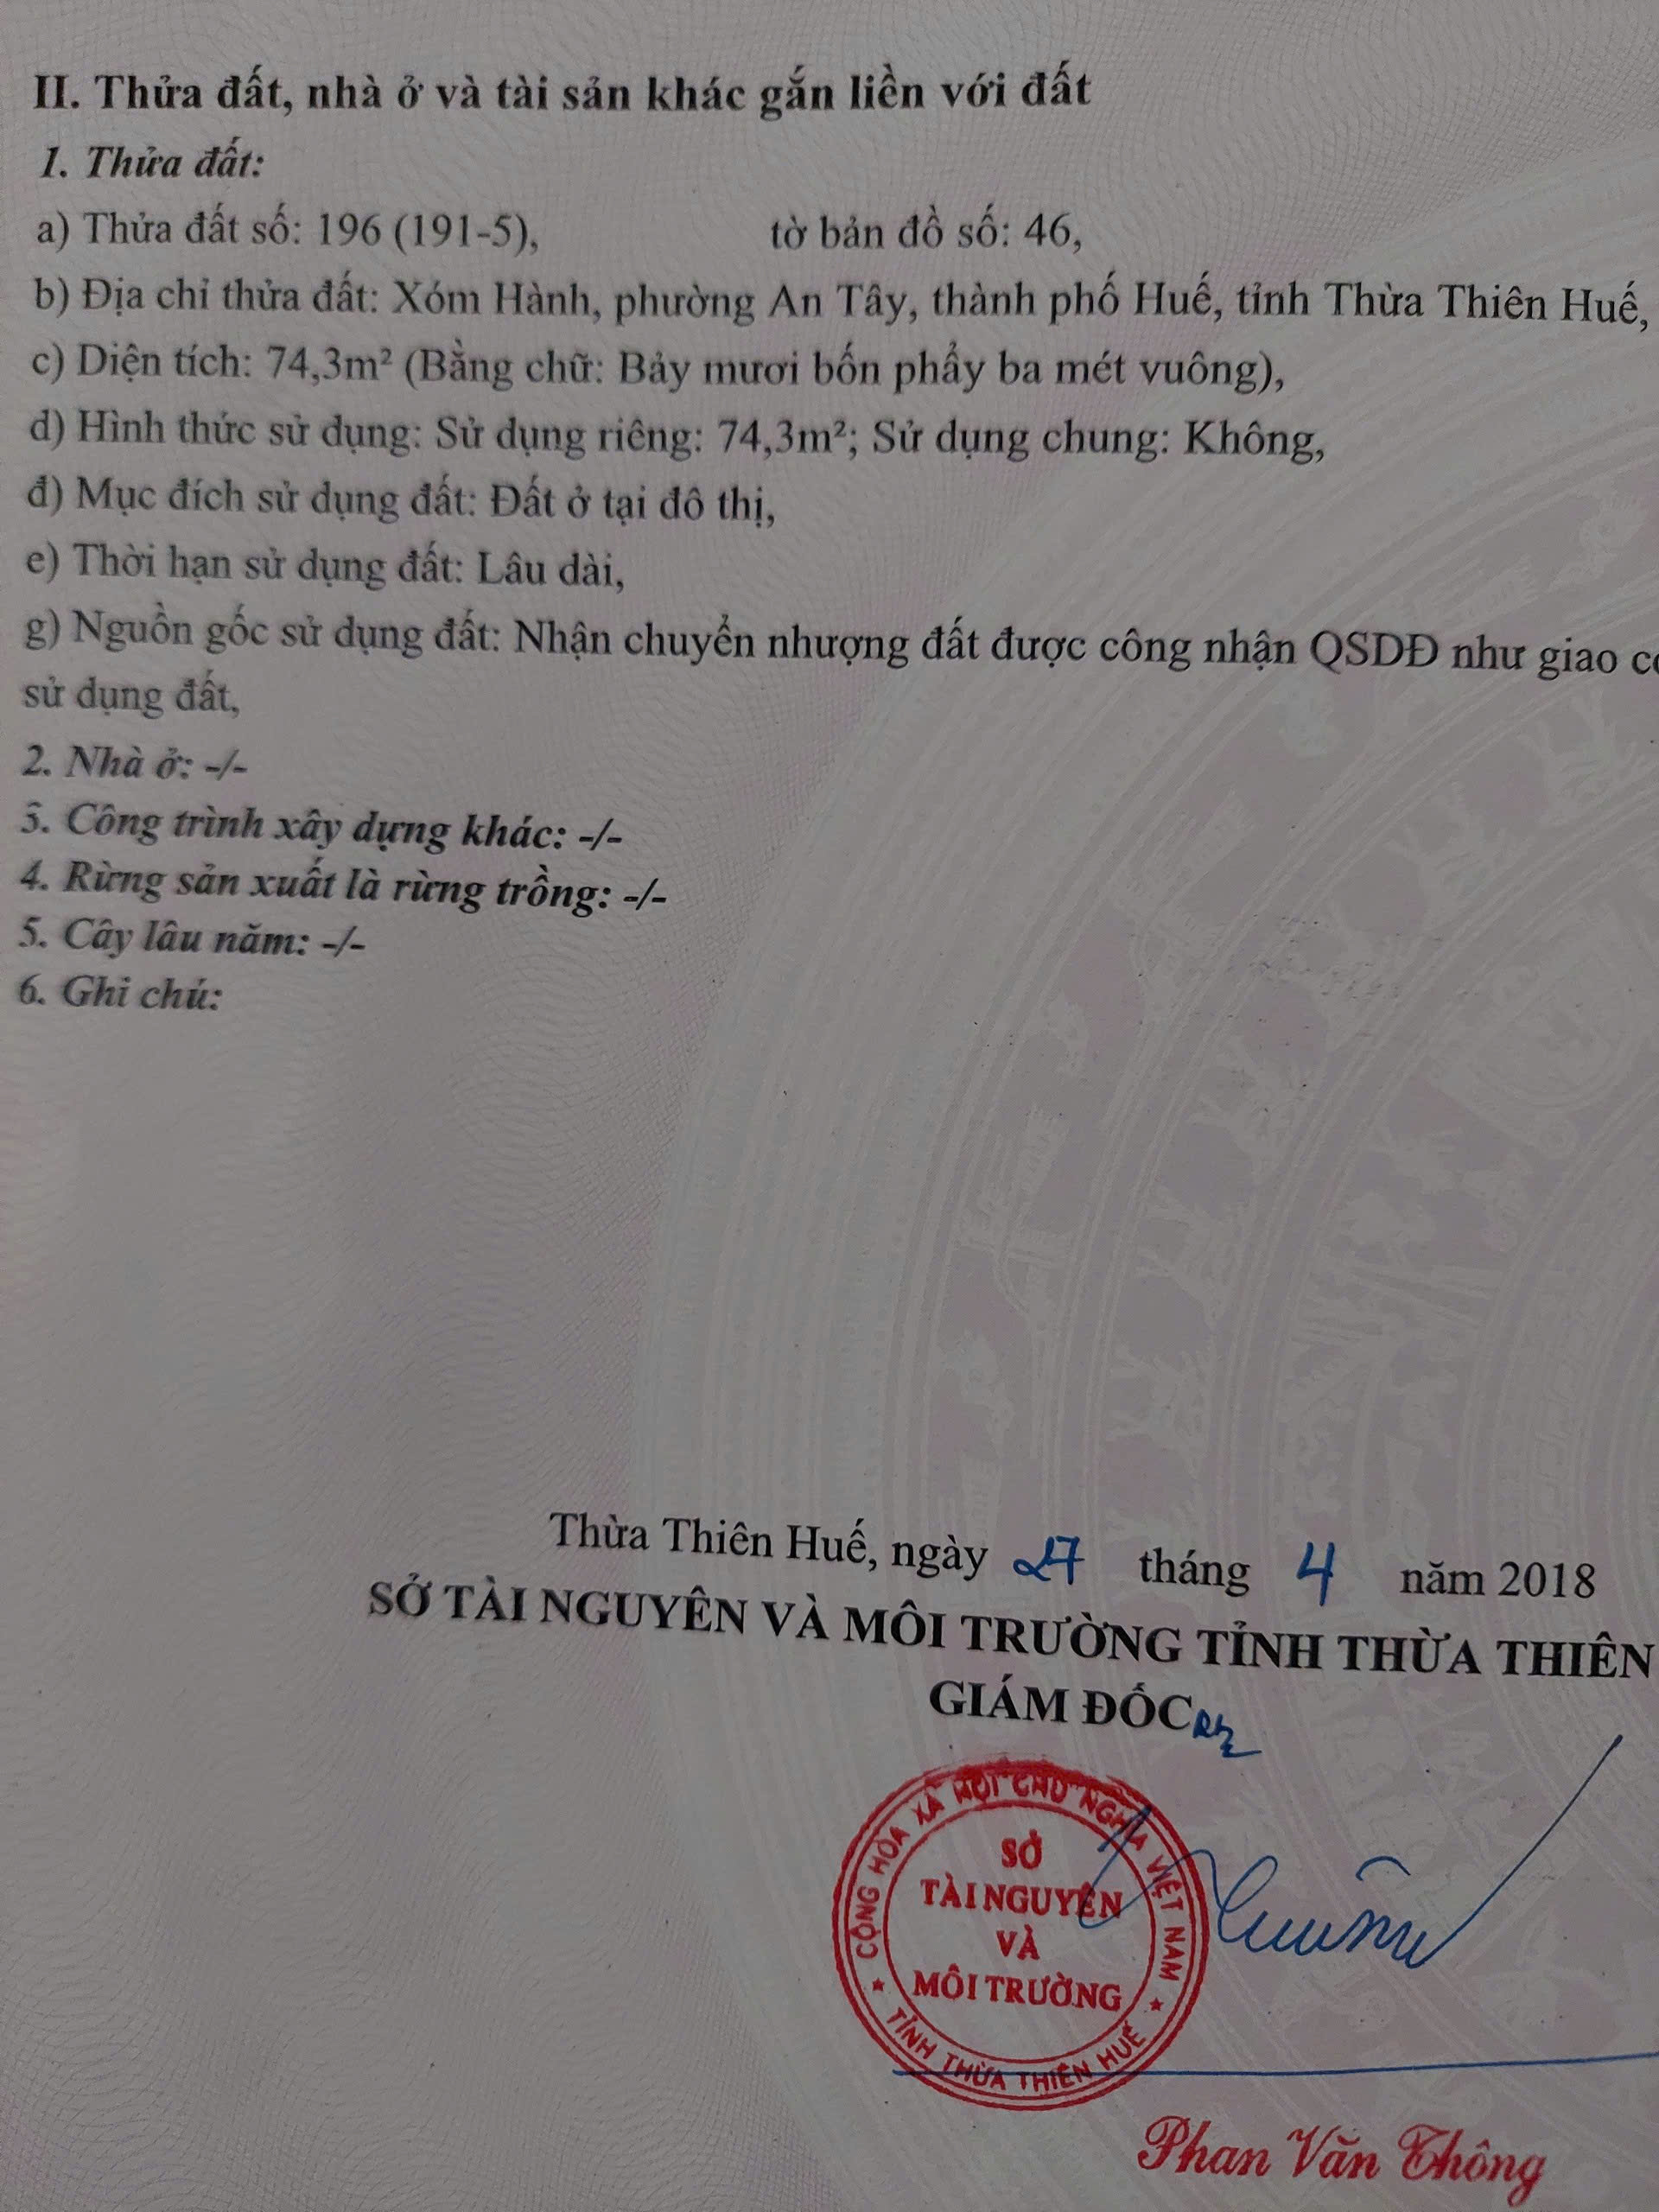 II. Thửa đất, nhà ở và tài sản khác gắn liền với đất
1. Thửa đất:
a) Thửa đất số: 196 (191-5), tờ bản đồ số: 46,
b) Địa chỉ thửa đất: Xóm Hành, phường An Tây, thành phố Huế, tỉnh Thừa Thiên Huế,
c) Diện tích: 74,3m² (Bằng chữ: Bảy mươi bốn phẩy ba mét vuông),
d) Hình thức sử dụng: Sử dụng riêng: 74,3m²; Sử dụng chung: Không,
đ) Mục đích sử dụng đất: Đất ở tại đô thị,
e) Thời hạn sử dụng đất: Lâu dài,
g) Nguồn gốc sử dụng đất: Nhận chuyển nhượng đất được công nhận QSDĐ như giao
sử dụng đất,
2. Nhà ở: -/-
3. Công trình xây dựng khác: -/-
4. Rừng sản xuất là rừng trồng: -/-
5. Cây lâu năm: -/-
6. Ghi chú:
Thừa Thiên Huế, ngày 27 tháng 4 năm 2018
SỞ TÀI NGUYÊN VÀ MÔI TRƯỜNG TỈNH THỪA THIÊN
GIÁM ĐỐC
CỘNG HÒA XÃ HỘI CHỦ NGHĨA VIỆT NAM
SỞ
TÀI NGUYÊN
VÀ
MÔI TRƯỜNG
TỈNH THỪA THIÊN HUẾ
Phan Văn Thông